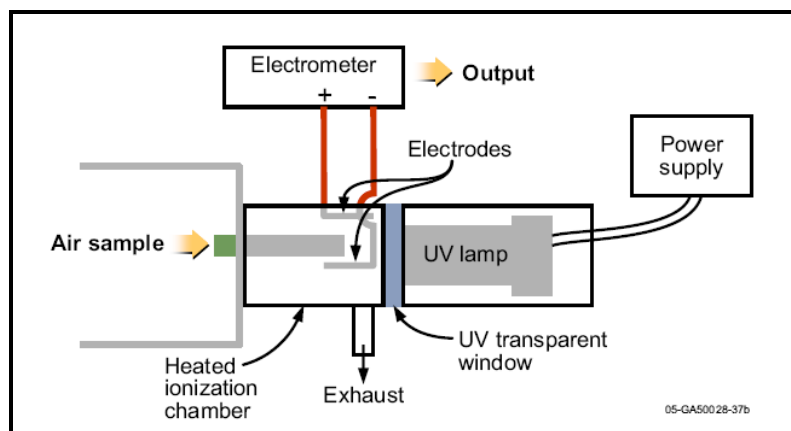 Electrometer
+ -
Output
Electrodes
Power
supply
Air sample
UV lamp
Heated
ionization
chamber
Exhaust
UV transparent
window
05-GA50028-37b